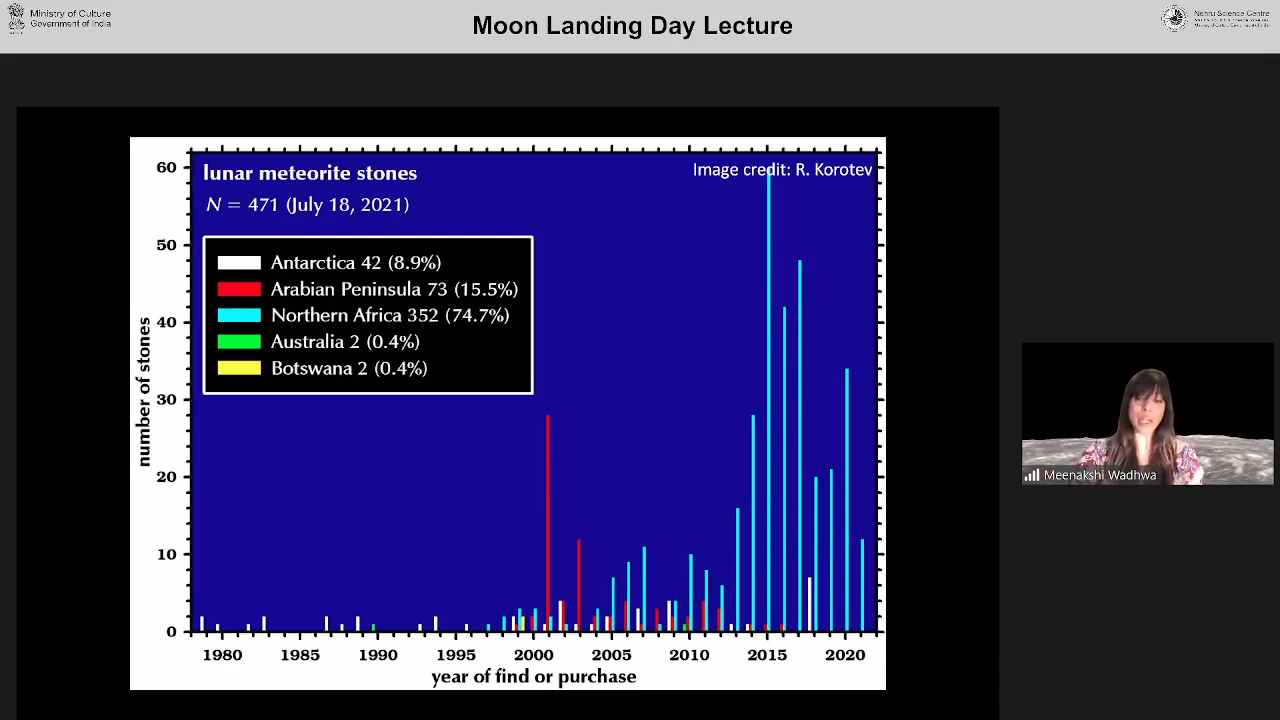 Ministry of Culture
Government of India
Moon Landing Day Lecture
Nehru Science Centre
lunar meteorite stones
Image credit: R. Korotev
N = 471 (July 18, 2021)
Antarctica 42 (8.9%)
Arabian Peninsula 73 (15.5%)
Northern Africa 352 (74.7%)
Australia 2 (0.4%)
Botswana 2 (0.4%)
number of stones
60
50
40
30
20
10
0
1980 1985 1990 1995 2000 2005 2010 2015 2020
year of find or purchase
Meenakshi Wadhwa